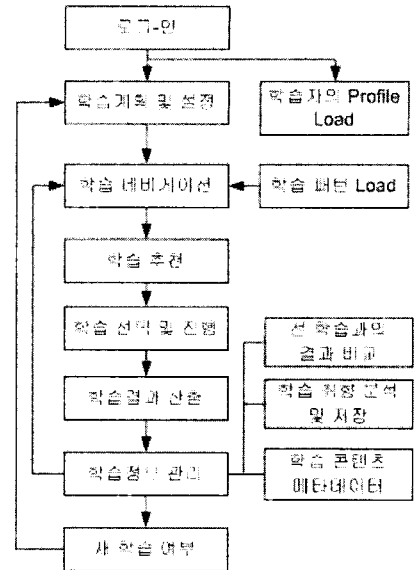 로그-인
학습계획 및 설정
학습자의 Profile
Load
학습 네비게이션
학습 패턴 Load
학습 추천
학습 선택 및 진행
선 학습과의
결과 비교
학습결과 산출
학습 취향 분석
및 저장
학습정보 관리
학습 콘텐츠
메타데이터
새 학습 여부